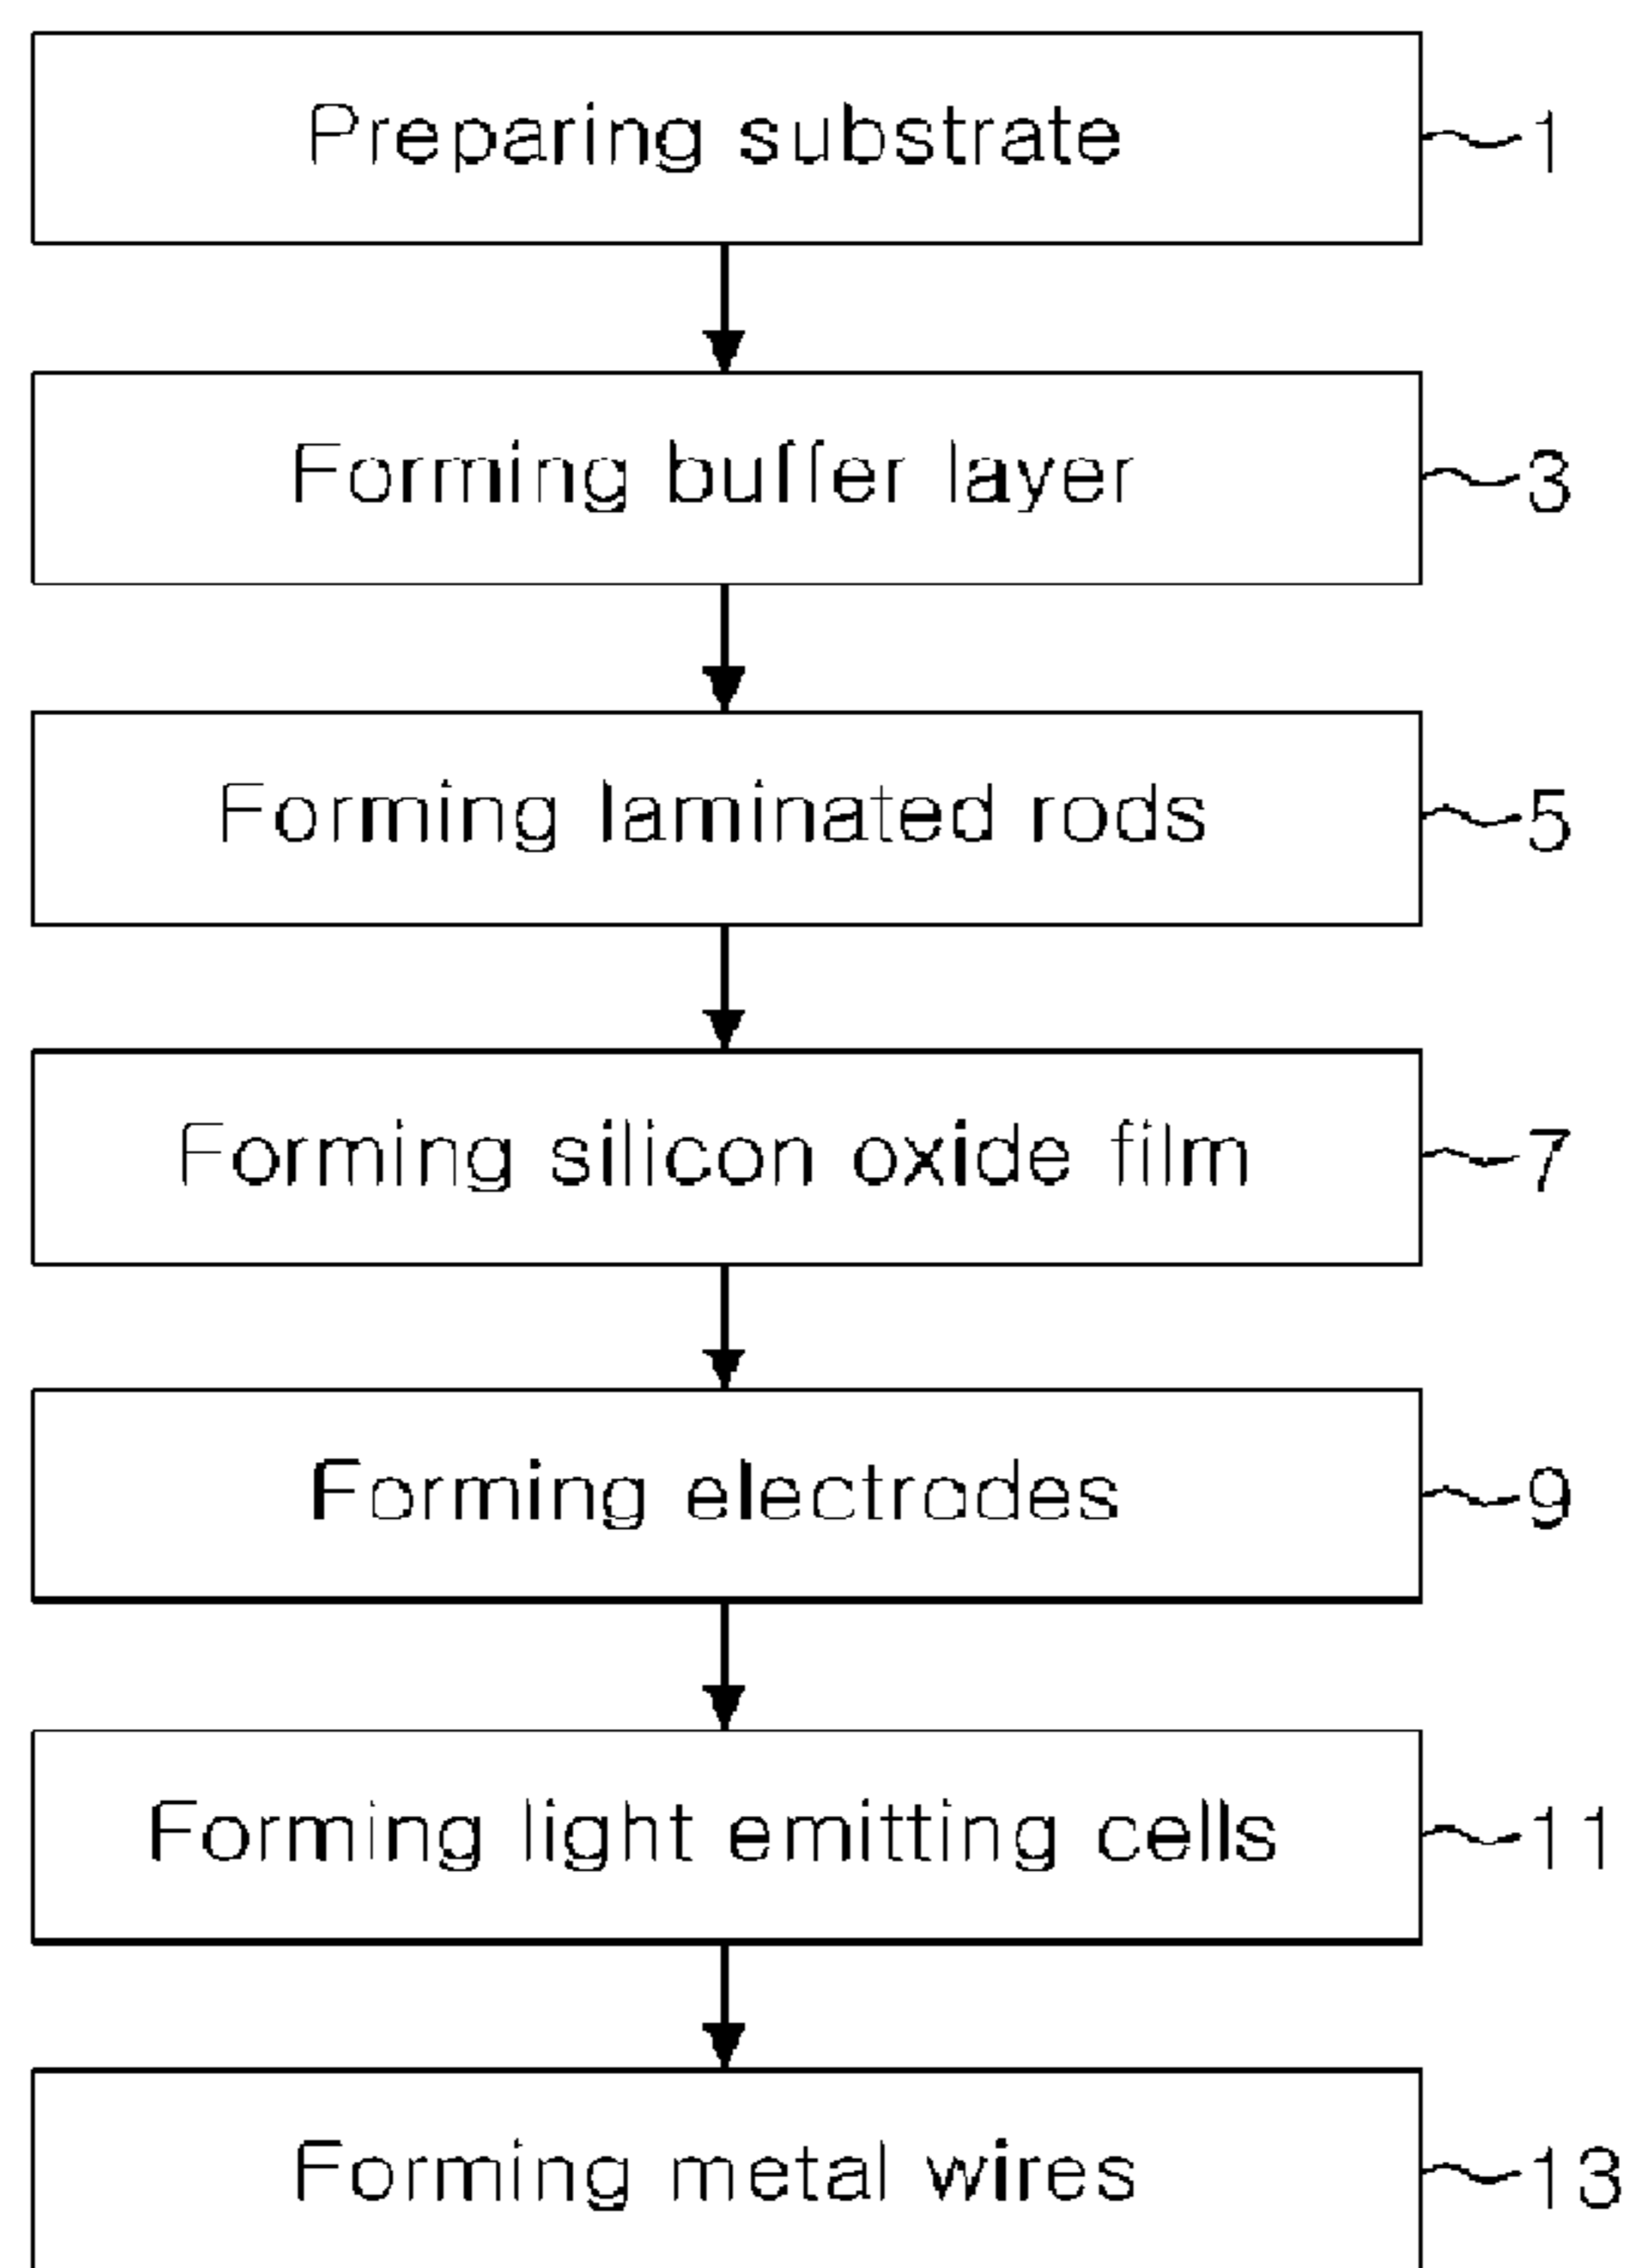 Preparing substrate 1
Forming buffer layer 3
Forming laminated rods 5
Forming silicon oxide film 7
Forming electrodes 9
Forming light emitting cells 11
Forming metal wires 13